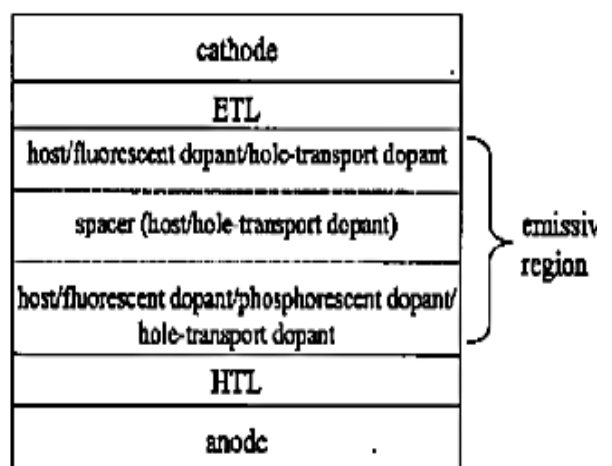 cathode
ETL
host/fluorescent dopant/hole-transport dopant
spacer (host/hole-transport dopant)
host/fluorescent dopant/phosphorescent dopant/
hole-transport dopant
HTL
anode
emissiv
region